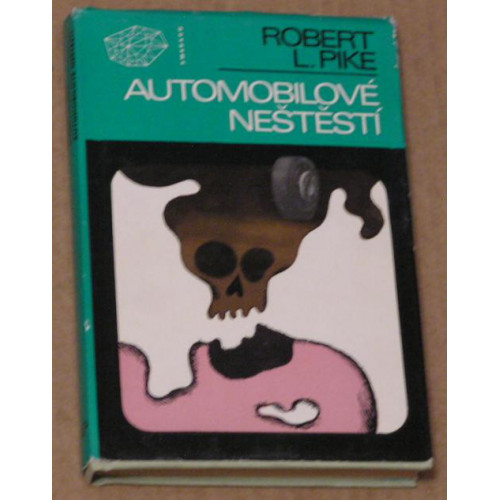 ROBERT
L. PIKE
AUTOMOBILOVÉ
NEŠTĚSTÍ